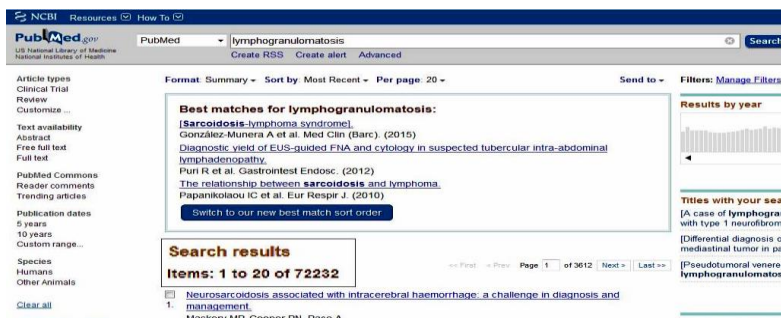 NCBI Resources How To
PubMed.gov
US National Library of Medicine
National Institutes of Health
PubMed lymphogranulomatosis Search
Create RSS Create alert Advanced
Article types
Clinical Trial
Review
Customize ...
Text availability
Abstract
Free full text
Full text
PubMed Commons
Reader comments
Trending articles
Publication dates
5 years
10 years
Custom range...
Species
Humans
Other Animals
Clear all
Format: Summary Sort by: Most Recent Per page: 20 Send to
Best matches for lymphogranulomatosis:
[Sarcoidosis-lymphoma syndrome].
González-Munera A et al. Med Clin (Barc). (2015)
Diagnostic yield of EUS-guided FNA and cytology in suspected tubercular intra-abdominal
lymphadenopathy.
Puri R et al. Gastrointest Endosc. (2012)
The relationship between sarcoidosis and lymphoma.
Papanikolaou IC et al. Eur Respir J. (2010)
Switch to our new best match sort order
Search results
Items: 1 to 20 of 72232
<< First < Prev Page 1 of 3612 Next > Last >>
Neurosarcoidosis associated with intracerebral haemorrhage: a challenge in diagnosis and
1. management.
Filters: Manage Filters
Results by year
Titles with your sea
[A case of lymphogra
with type 1 neurofibrom
[Differential diagnosis o
mediastinal tumor in pa
[Pseudotumoral venere
lymphogranulomatos